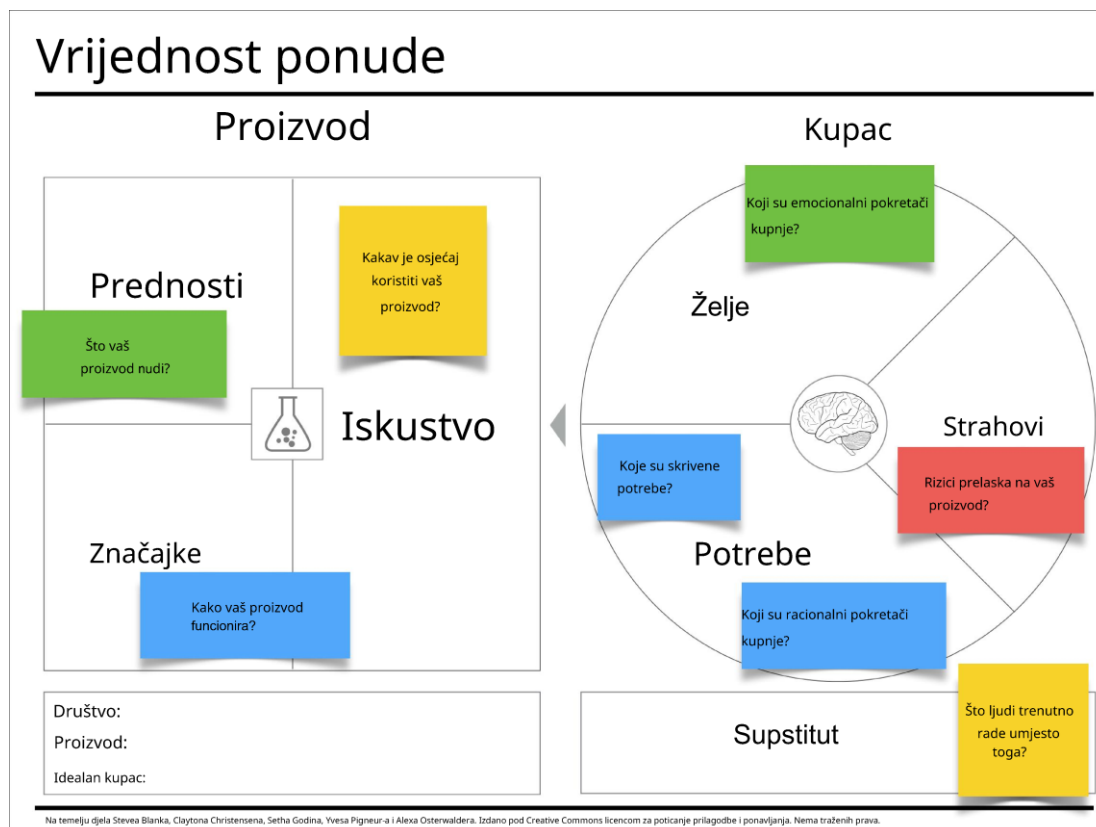 Vrijednost ponude
Proizvod
Prednosti
Što vaš
proizvod nudi?
Kakav je osjećaj
koristiti vaš
proizvod?
Iskustvo
Značajke
Kako vaš proizvod
funcionira?
Društvo:
Proizvod:
Idealan kupac:
Kupac
Koji su emocionalni pokretači
kupnje?
Želje
Strahovi
Rizici prelaska na vaš
proizvod?
Koje su skrivene
potrebe?
Potrebe
Koji su racionalni pokretači
kupnje?
Supstitut
Što ljudi trenutno
rade umjesto
toga?
Na temelju djela Stevea Blanka, Claytona Christensena, Setha Godina, Yvesa Pigneur-a i Alexa Osterwaldera. Izdano pod Creative Commons licencom za poticanje prilagodbe i ponavljanja. Nema traženih prava.